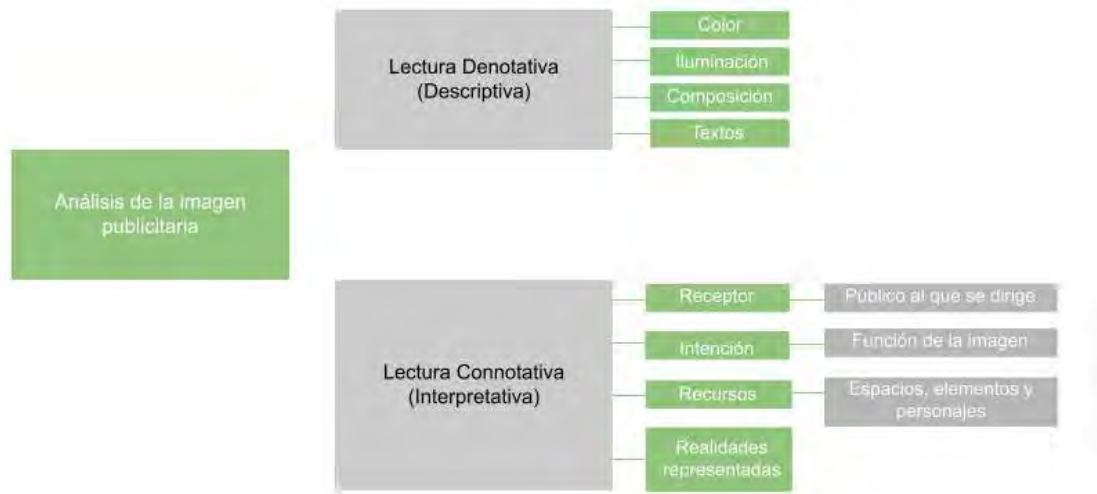 Análisis de la imagen
publicitaria
Lectura Denotativa
(Descriptiva)
Color
Iluminación
Composición
Textos
Lectura Connotativa
(Interpretativa)
Receptor
Público al que se dirige
Intención
Función de la imagen
Recursos
Espacios, elementos y
personajes
Realidades
representadas